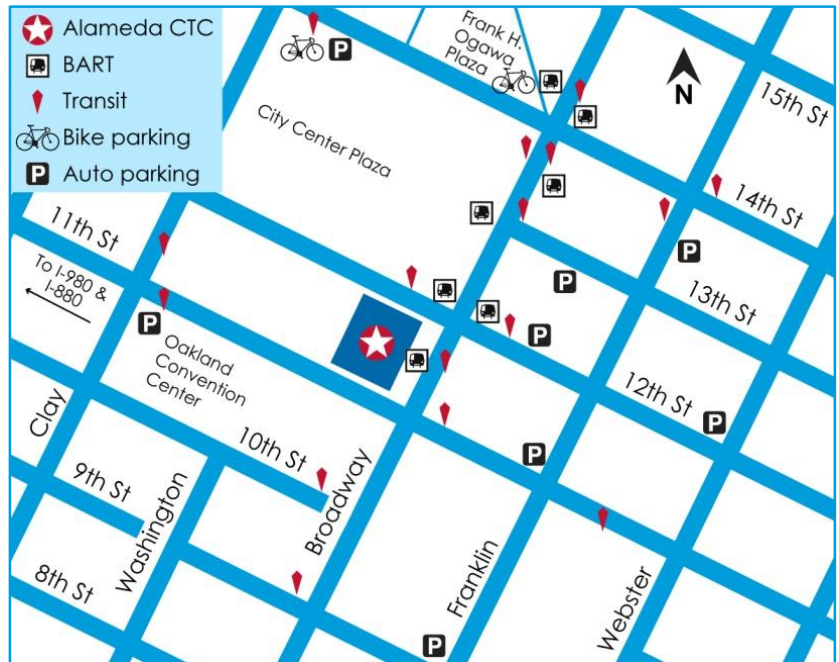 Alameda CTC
BART
Transit
Bike parking
P Auto parking
P
Frank H.
Ogawa
Plaza
N
15th St
City Center Plaza
14th St
11th St
To I-980 &
I-880
P
13th St
P
P
P
Oakland
Convention
Center
12th St
P
Clay
10th St
P
9th St
Washington
Broadway
8th St
Franklin
Webster
P